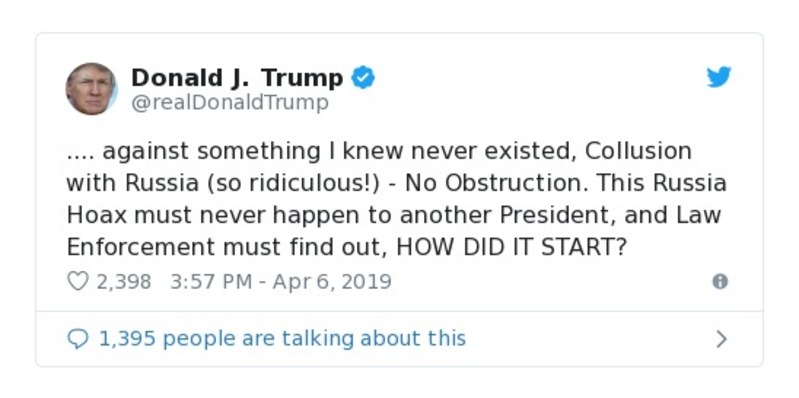 Donald J. Trump
@realDonaldTrump
.... against something I knew never existed, Collusion
with Russia (so ridiculous!) - No Obstruction. This Russia
Hoax must never happen to another President, and Law
Enforcement must find out, HOW DID IT START?
2,398 3:57 PM - Apr 6, 2019
1,395 people are talking about this